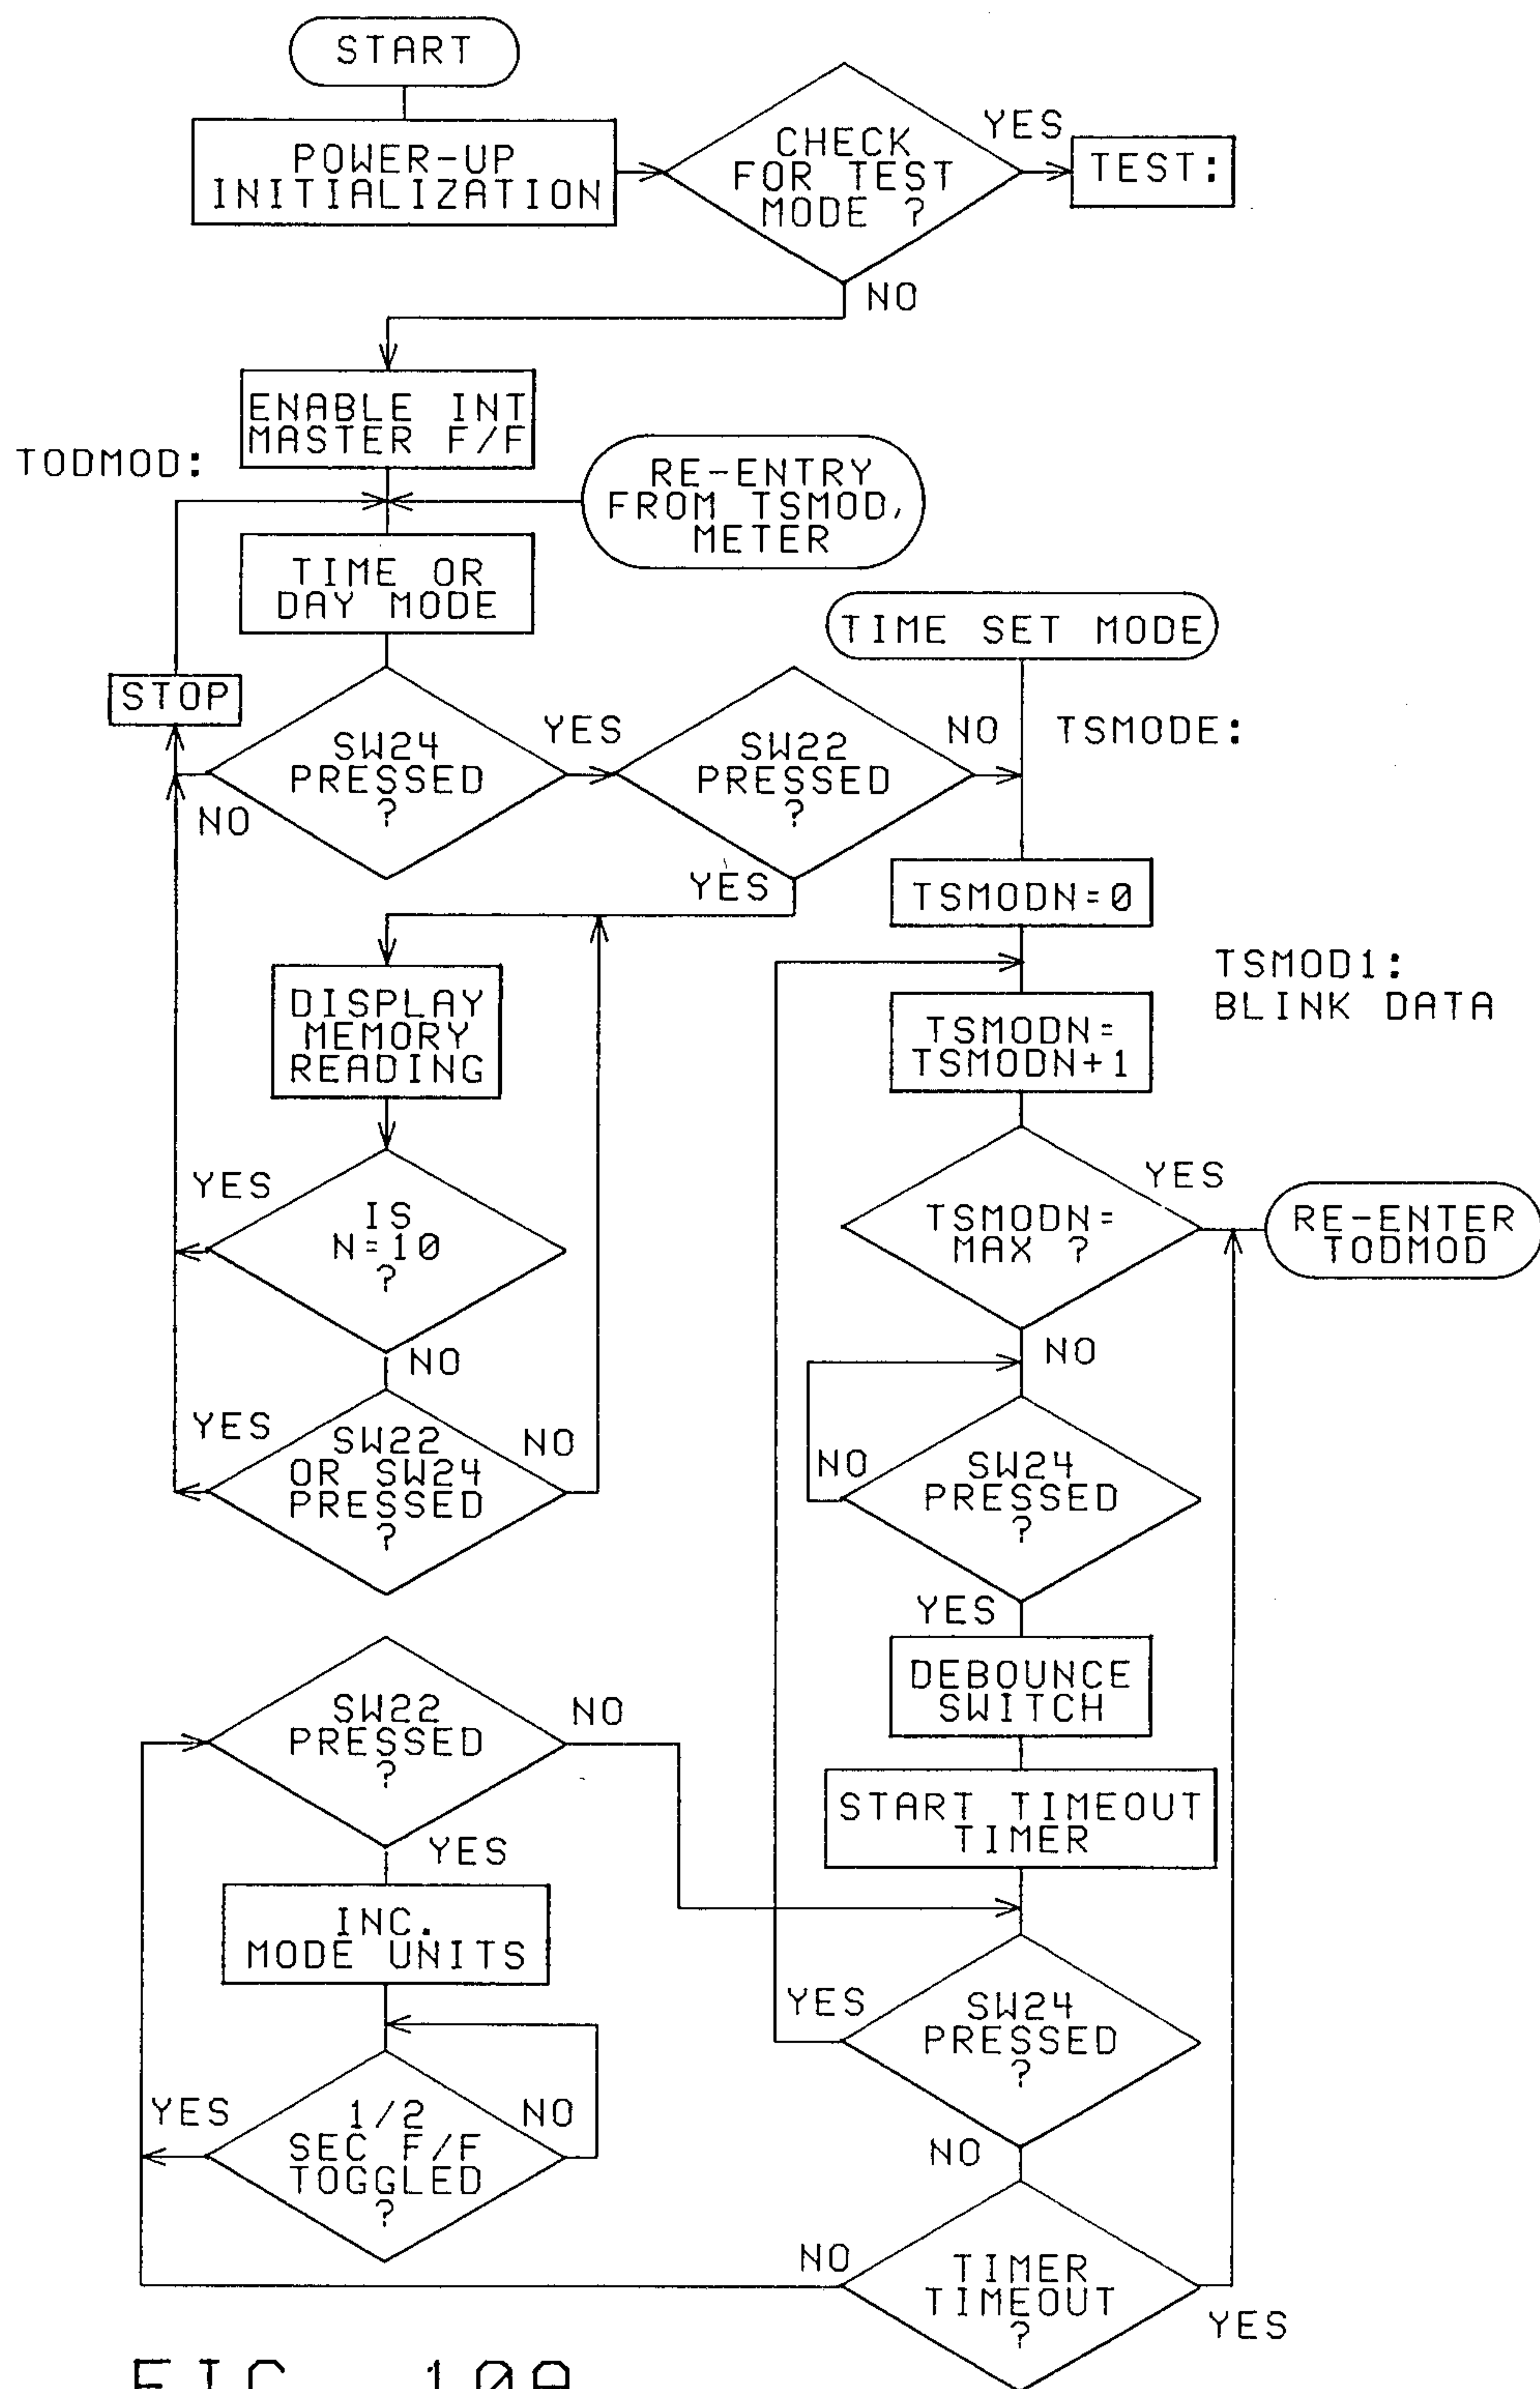 START
POWER-UP
INITIALIZATION
CHECK
FOR TEST
MODE ?
YES
TEST:
NO
ENABLE INT
MASTER F/F
TODMOD:
RE-ENTRY
FROM TSMOD,
METER
TIME OR
DAY MODE
TIME SET MODE
STOP
SW24
PRESSED
?
YES
NO
SW22
PRESSED
?
NO
TSMODE:
YES
TSMODN=0
TSMOD1:
BLINK DATA
DISPLAY
MEMORY
READING
TSMODN=
TSMODN+1
YES
IS
N=10
?
NO
TSMODN=
MAX ?
YES
RE-ENTER
TODMOD
NO
YES
SW22
OR SW24
PRESSED
?
NO
NO
SW24
PRESSED
?
YES
DEBOUNCE
SWITCH
SW22
PRESSED
?
NO
YES
START TIMEOUT
TIMER
INC.
MODE UNITS
YES
SW24
PRESSED
?
NO
YES
1/2
SEC F/F
TOGGLED
?
NO
NO
TIMER
TIMEOUT
?
YES
FIG. 10A